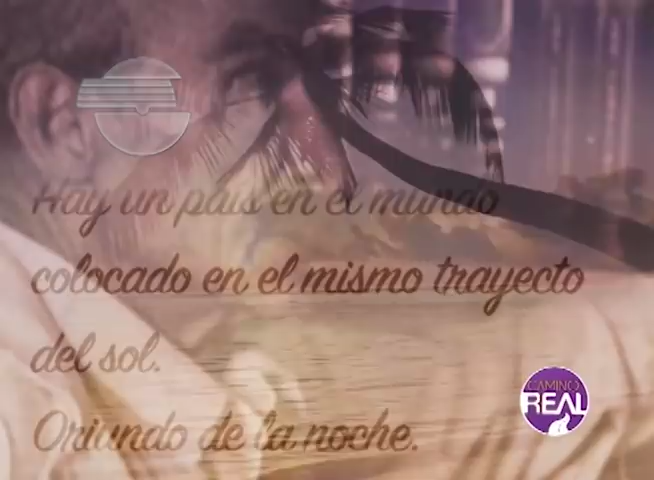 Hay un país en el mundo
colocado en el mismo trayecto
del sol.
Oriundo de la noche.
CAMINO
REAL